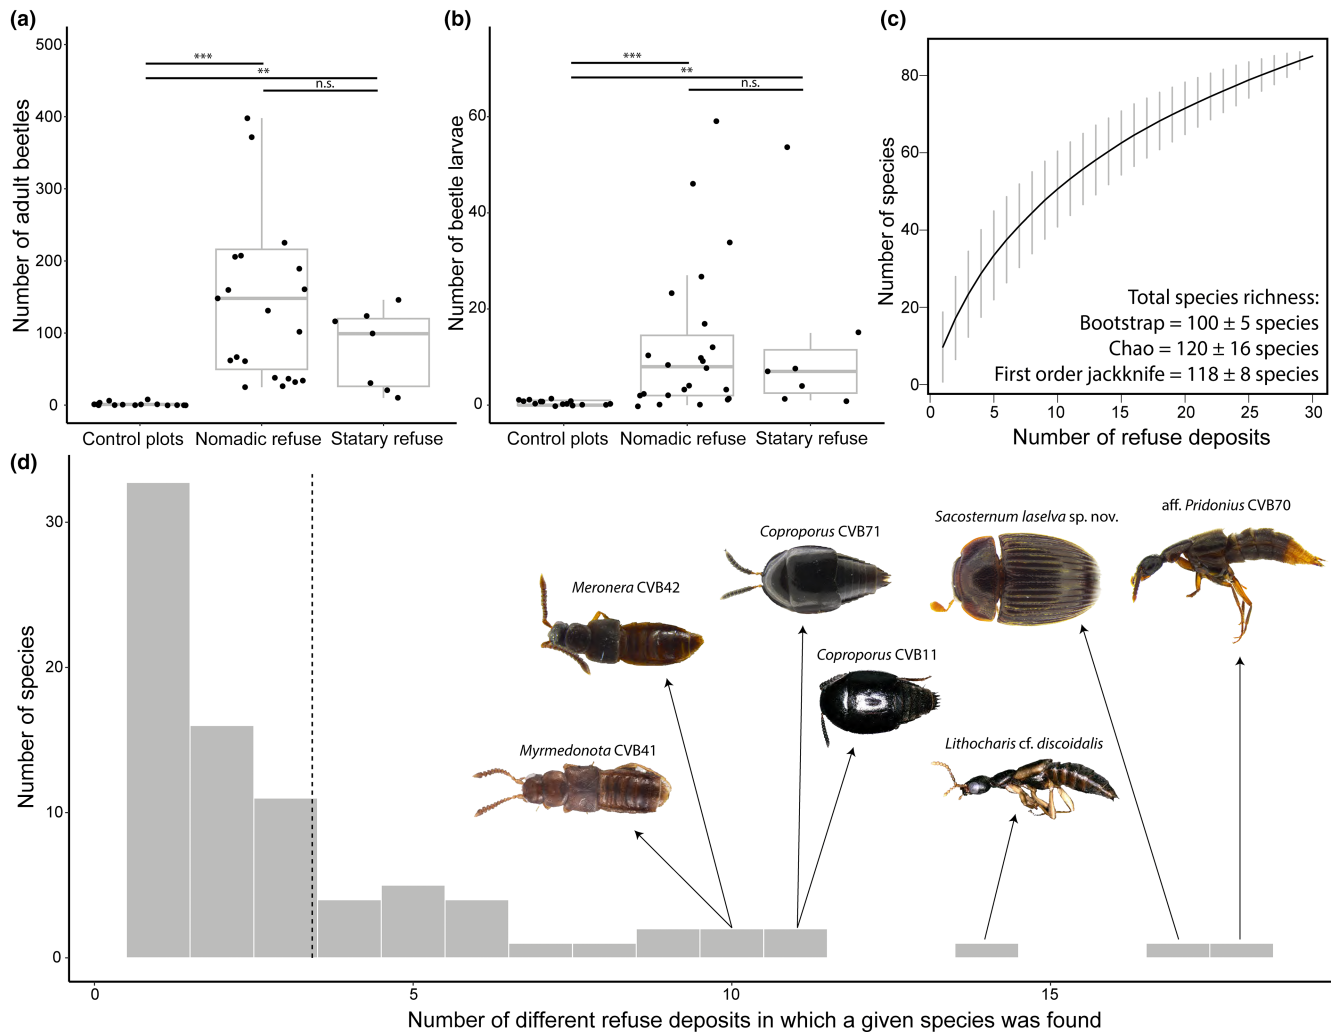 (a)
Number of adult beetles
500
400
300
200
100
0
***
**
n.s.
Control plots
Nomadic refuse
Statary refuse
(b)
Number of beetle larvae
60
40
20
0
***
**
n.s.
Control plots
Nomadic refuse
Statary refuse
(c)
Number of species
80
60
40
20
0
Total species richness:
Bootstrap = 100 ± 5 species
Chao = 120 ± 16 species
First order jackknife = 118 ± 8 species
0 5 10 15 20 25 30
Number of refuse deposits
(d)
Number of species
30
20
10
0
Myrmedonota CVB41
Meronera CVB42
Coproporus CVB71
Coproporus CVB11
Lithocharis cf. discoidalis
Sacosternum laselva sp. nov.
aff. Pridonius CVB70
0 5 10 15
Number of different refuse deposits in which a given species was found